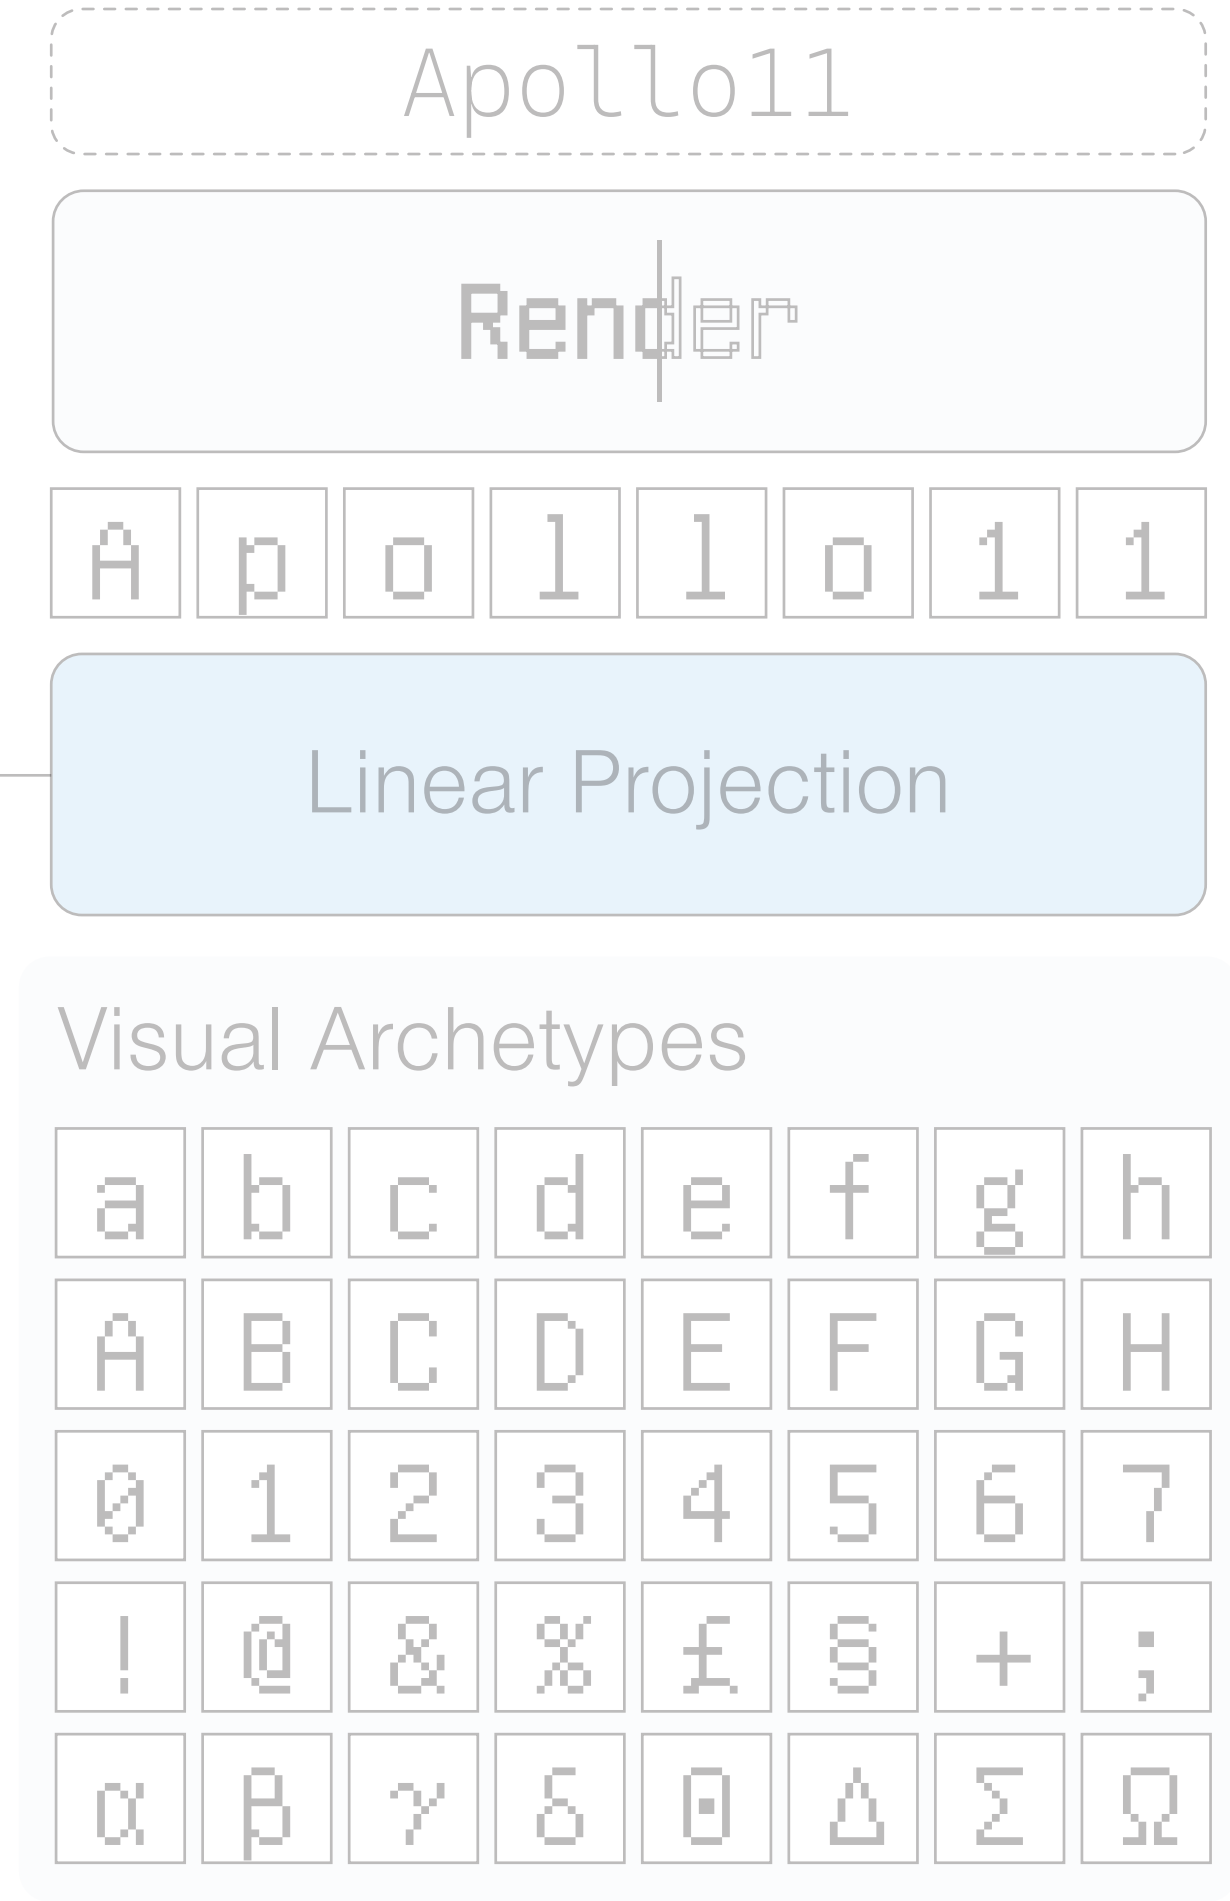 Apollo11
Render
A p o l l o 1 1
Linear Projection
Visual Archetypes
a b c d e f g h
A B C D E F G H
0 1 2 3 4 5 6 7
! @ & % £ § + ;
α β γ δ θ Δ Σ Ω